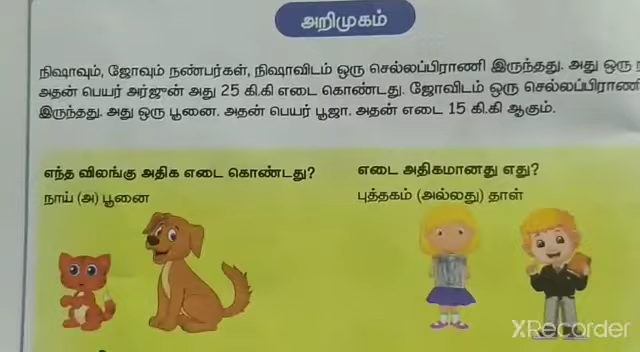 அறிமுகம்
நிஷாவும், ஜோவும் நண்பர்கள், நிஷாவிடம் ஒரு செல்லப்பிராணி இருந்தது. அது ஒரு
அதன் பெயர் அர்ஜுன் அது 25 கி.கி எடை கொண்டது. ஜோவிடம் ஒரு செல்லப்பிராணி
இருந்தது. அது ஒரு பூனை. அதன் பெயர் பூஜா. அதன் எடை 15 கி.கி ஆகும்.
எந்த விலங்கு அதிக எடை கொண்டது?
நாய் (அ) பூனை
எடை அதிகமானது எது?
புத்தகம் (அல்லது) தாள்
XRecorder